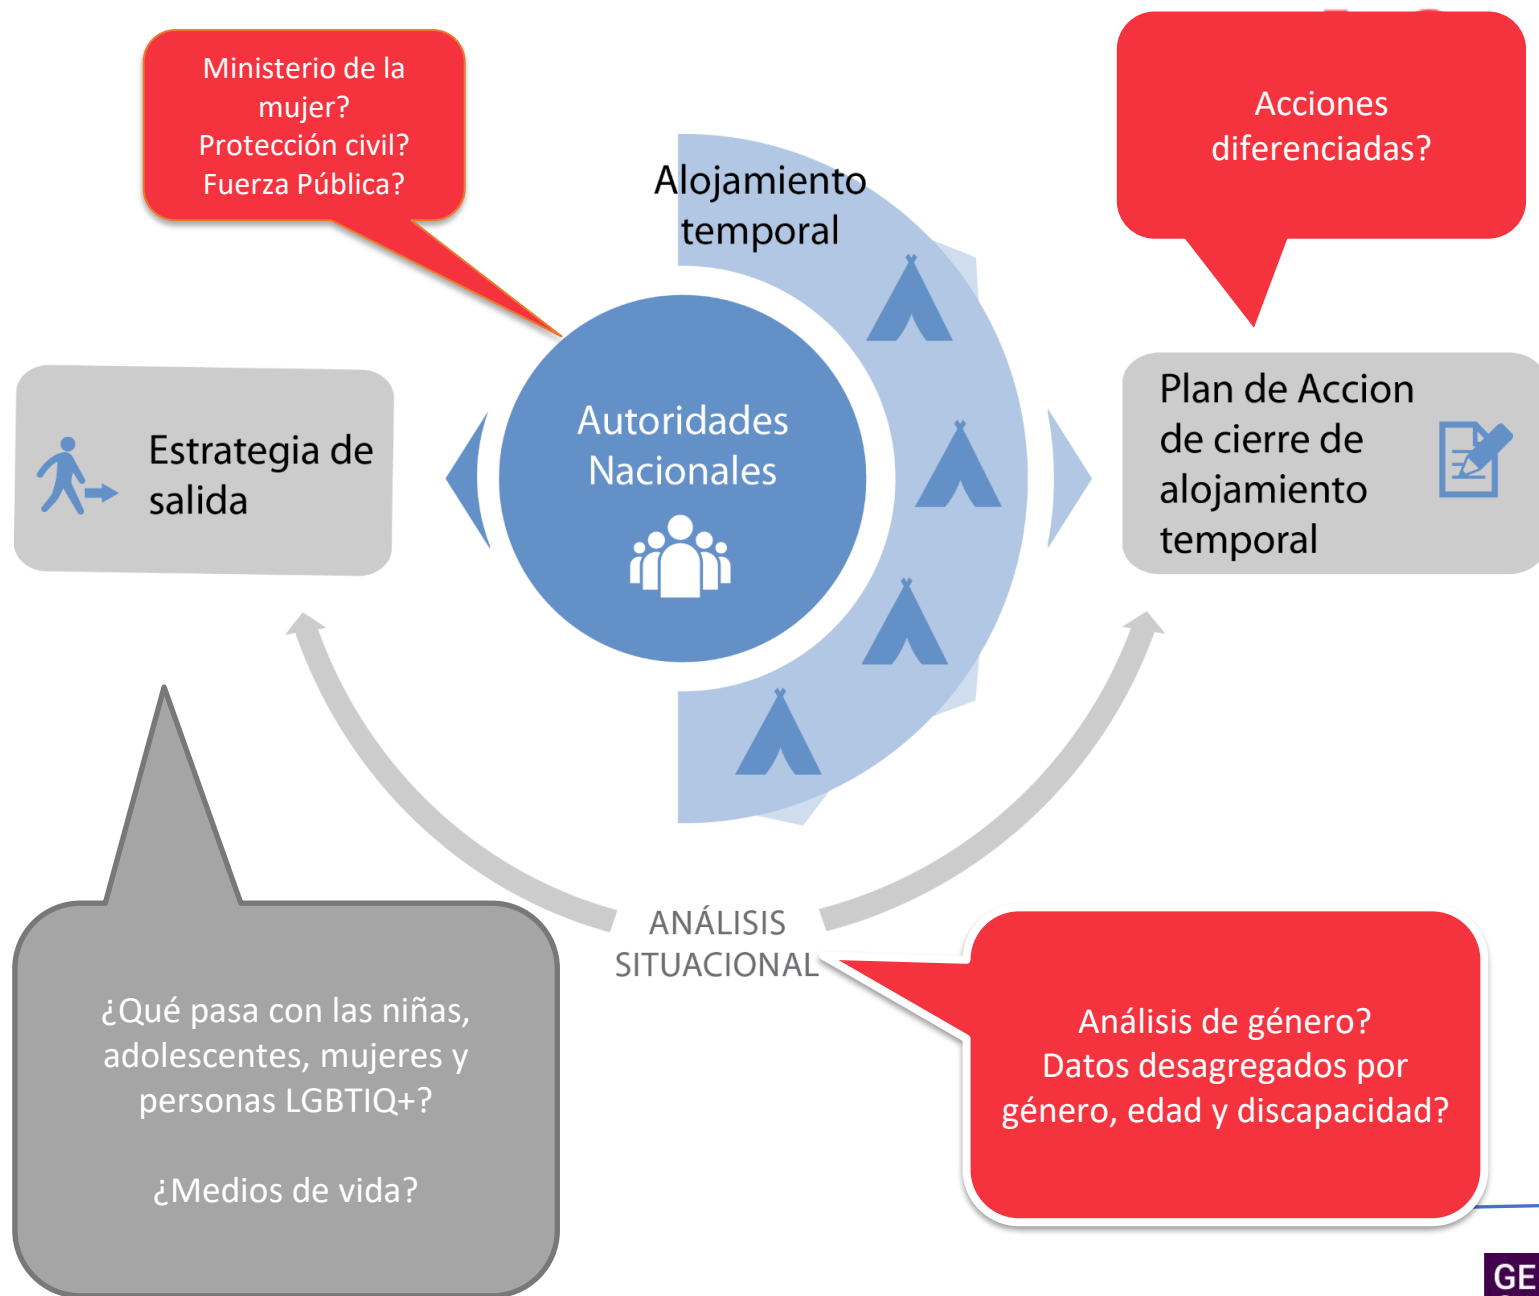 Ministerio de la
mujer?
Protección civil?
Fuerza Pública?
Acciones
diferenciadas?
Alojamiento
temporal
Autoridades
Nacionales
Estrategia de
salida
Plan de Accion
de cierre de
alojamiento
temporal
ANÁLISIS
SITUACIONAL
¿Qué pasa con las niñas,
adolescentes, mujeres y
personas LGBTIQ+?
¿Medios de vida?
Análisis de género?
Datos desagregados por
género, edad y discapacidad?
GE